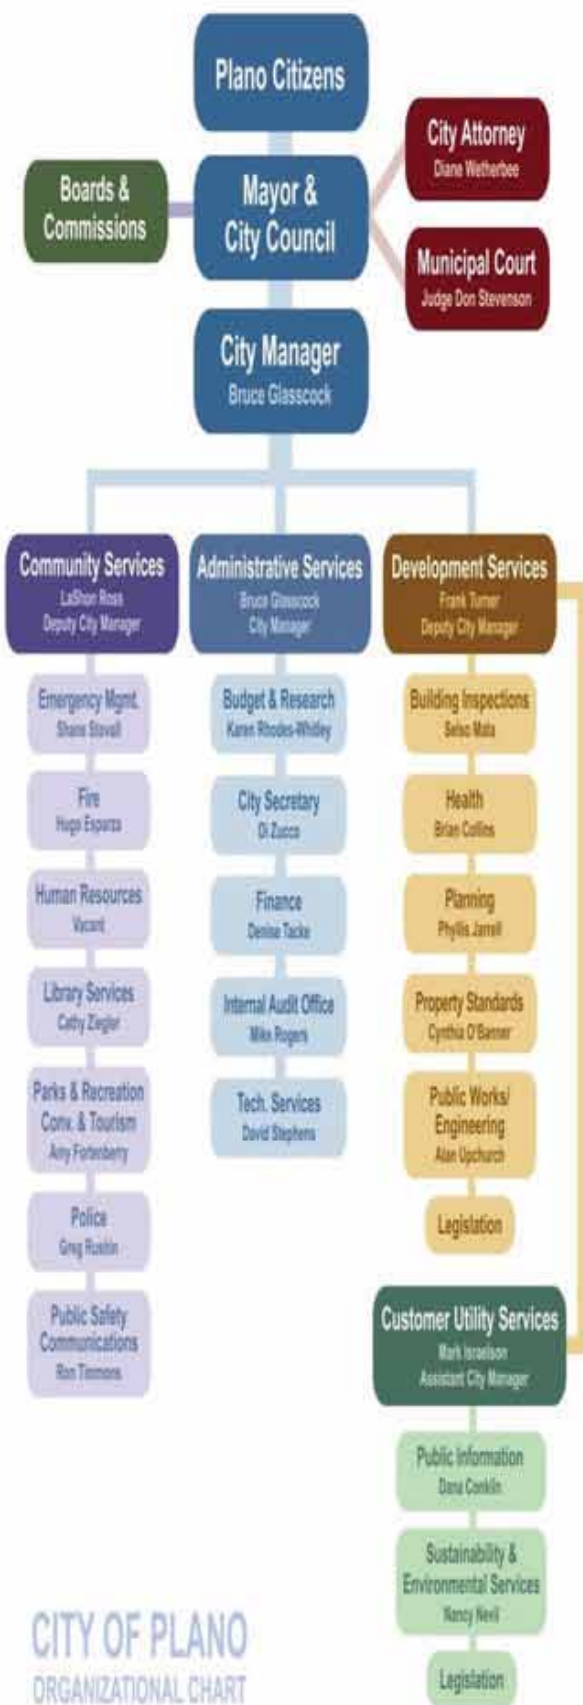 Plano Citizens
City Attorney
Diane Wetherbee
Boards &
Commissions
Mayor &
City Council
Municipal Court
Judge Don Stevenson
City Manager
Bruce Glasscock
Community Services
LaShon Ross
Deputy City Manager
Emergency Mgmt.
Shane Stovall
Fire
Hugo Esparza
Human Resources
Vacant
Library Services
Cathy Ziegler
Parks & Recreation
Conv. & Tourism
Amy Fortenberry
Police
Greg Rushin
Public Safety
Communications
Ron Timmons
Administrative Services
Bruce Glasscock
City Manager
Budget & Research
Karen Rhodes-Whitley
City Secretary
Di Zucco
Finance
Denise Tacke
Internal Audit Office
Mike Rogers
Tech. Services
David Stephens
Development Services
Frank Turner
Deputy City Manager
Building Inspections
Selso Mata
Health
Brian Collins
Planning
Phyllis Jarrell
Property Standards
Cynthia O'Banner
Public Works/
Engineering
Alan Upchurch
Legislation
Customer Utility Services
Mark Israelson
Assistant City Manager
Public Information
Dana Conklin
Sustainability &
Environmental Services
Nancy Nevil
Legislation
CITY OF PLANO
ORGANIZATIONAL CHART